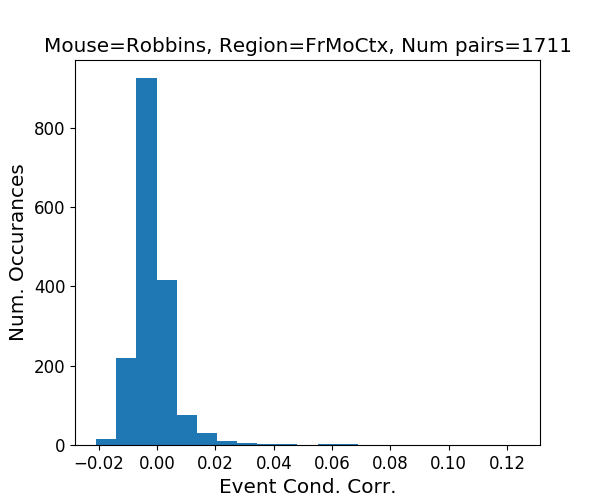 Mouse=Robbins, Region=FrMoCtx, Num pairs=1711
Num. Occurances
800
600
400
200
0
−0.02 0.00 0.02 0.04 0.06 0.08 0.10 0.12
Event Cond. Corr.